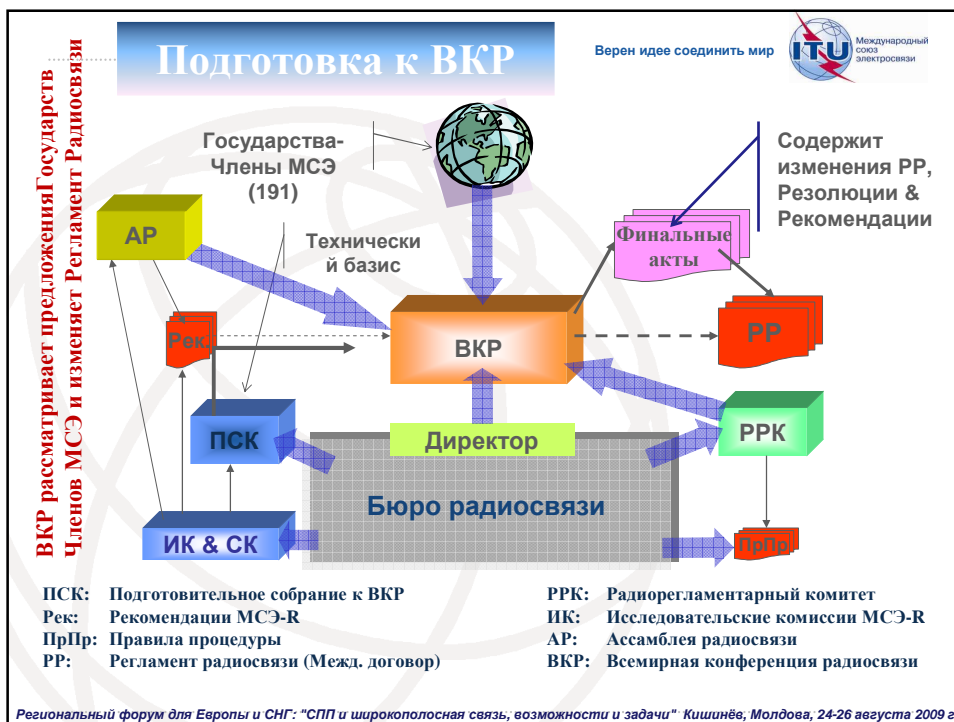 Подготовка к ВКР
Верен идее соединить мир
ITU
Международный
союз
электросвязи
ВКР рассматривает предложенияГосударств
Членов МСЭ и изменяет Регламент Радиосвязи
Государства-
Члены МСЭ
(191)
Содержит
изменения РР,
Резолюции &
Рекомендации
АР
Технически
й базис
Финальные
акты
Рек.
ВКР
РР
ПСК
Директор
РРК
Бюро радиосвязи
ИК & СК
ПрПр
ПСК: Подготовительное собрание к ВКР
Рек: Рекомендации МСЭ-R
ПрПр: Правила процедуры
РР: Регламент радиосвязи (Межд. договор)
РРК: Радиорегламентарный комитет
ИК: Исследовательские комиссии МСЭ-R
АР: Ассамблея радиосвязи
ВКР: Всемирная конференция радиосвязи
Региональный форум для Европы и СНГ: "СПП и широкополосная связь, возможности и задачи" Кишинёв, Молдова, 24-26 августа 2009 г